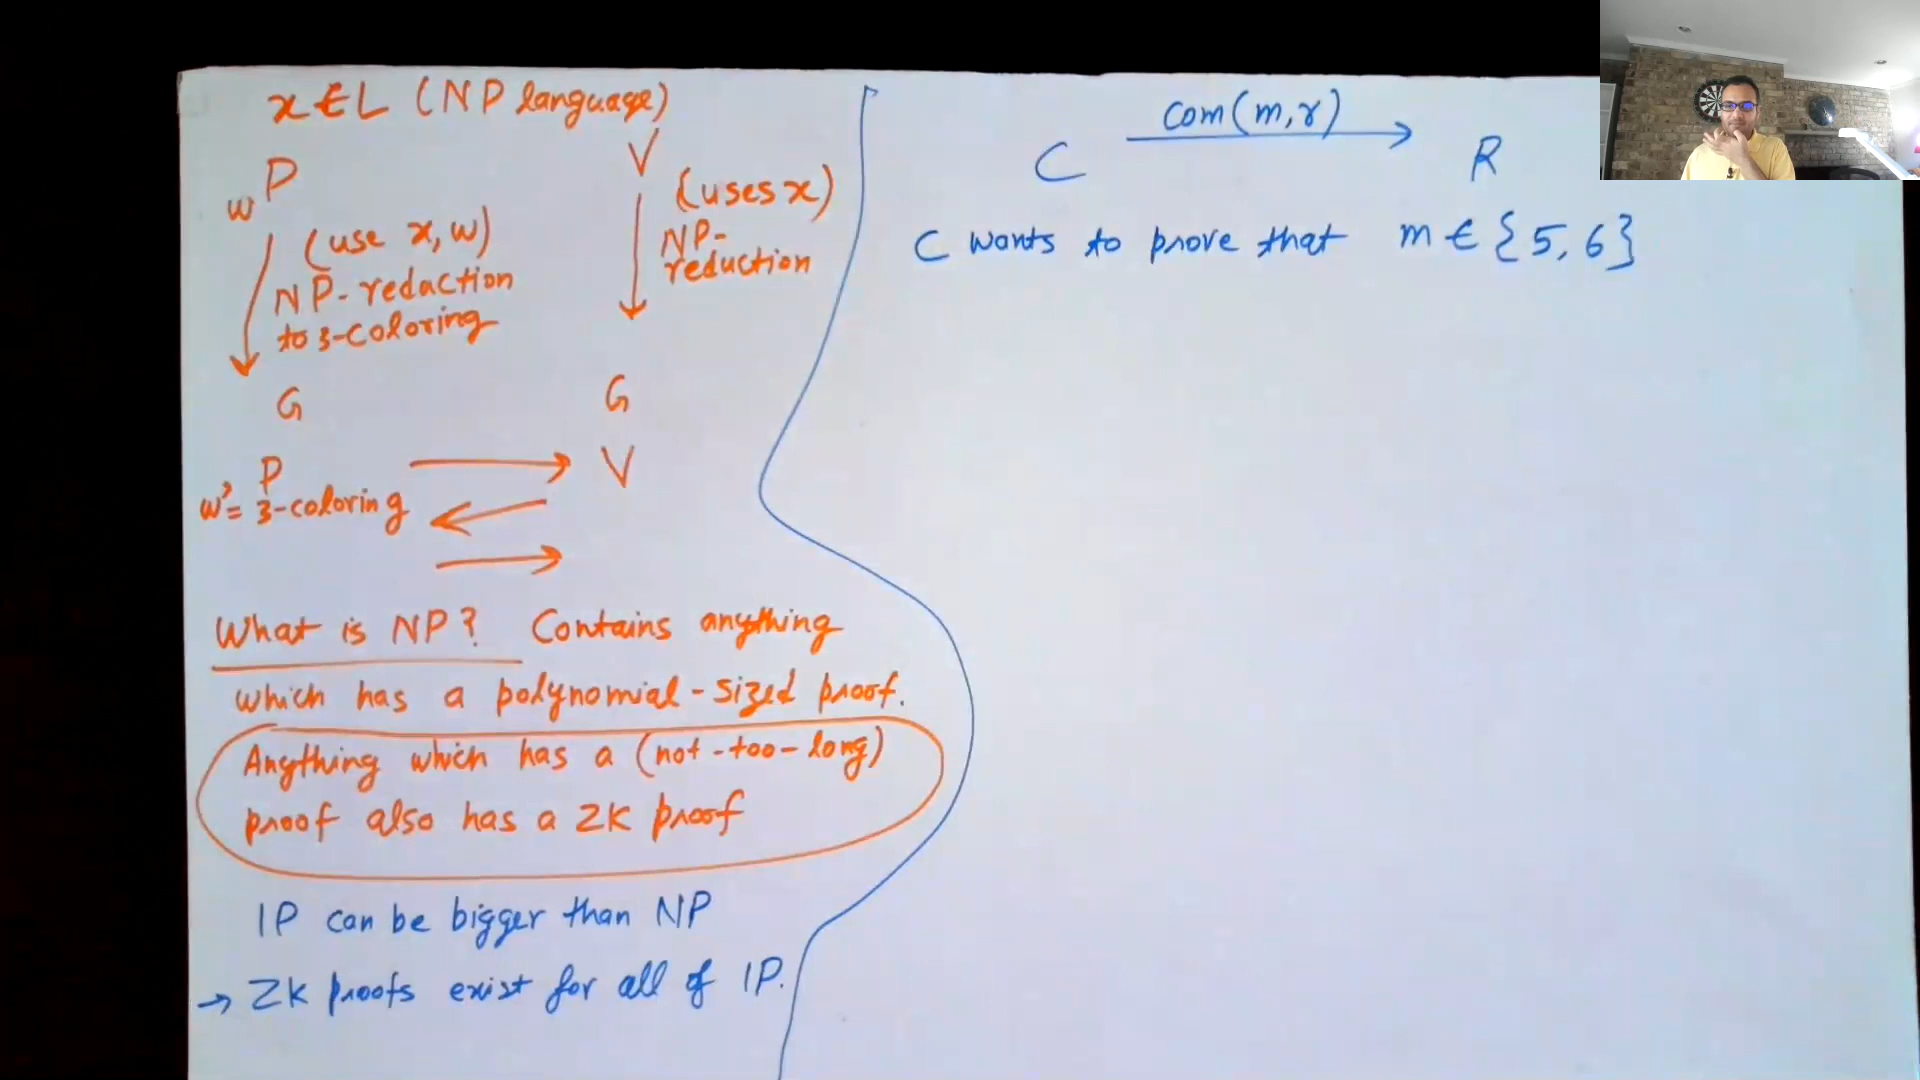 x ∈ L (NP language)
P V
w
(use x, w) (uses x)
NP-redaction NP-
to 3-coloring reduction
G G
P V
w' = 3-coloring
What is NP? Contains anything
which has a polynomial-sized proof.
Anything which has a (not-too-long)
proof also has a ZK proof
IP can be bigger than NP
→ ZK proofs exist for all of IP.
com(m,r)
C R
C wants to prove that m ∈ {5, 6}